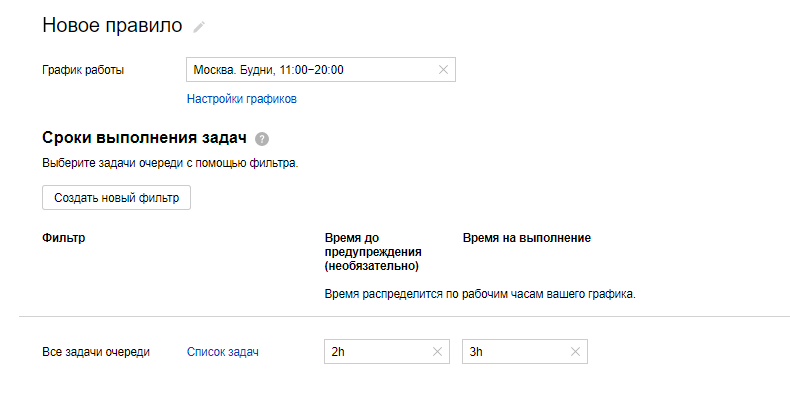 Новое правило
График работы
Москва. Будни, 11:00−20:00
Настройки графиков
Сроки выполнения задач ?
Выберите задачи очереди с помощью фильтра.
Создать новый фильтр
Фильтр
Время до
предупреждения
(необязательно)
Время на выполнение
Время распределится по рабочим часам вашего графика.
Все задачи очереди
Список задач
2h
3h